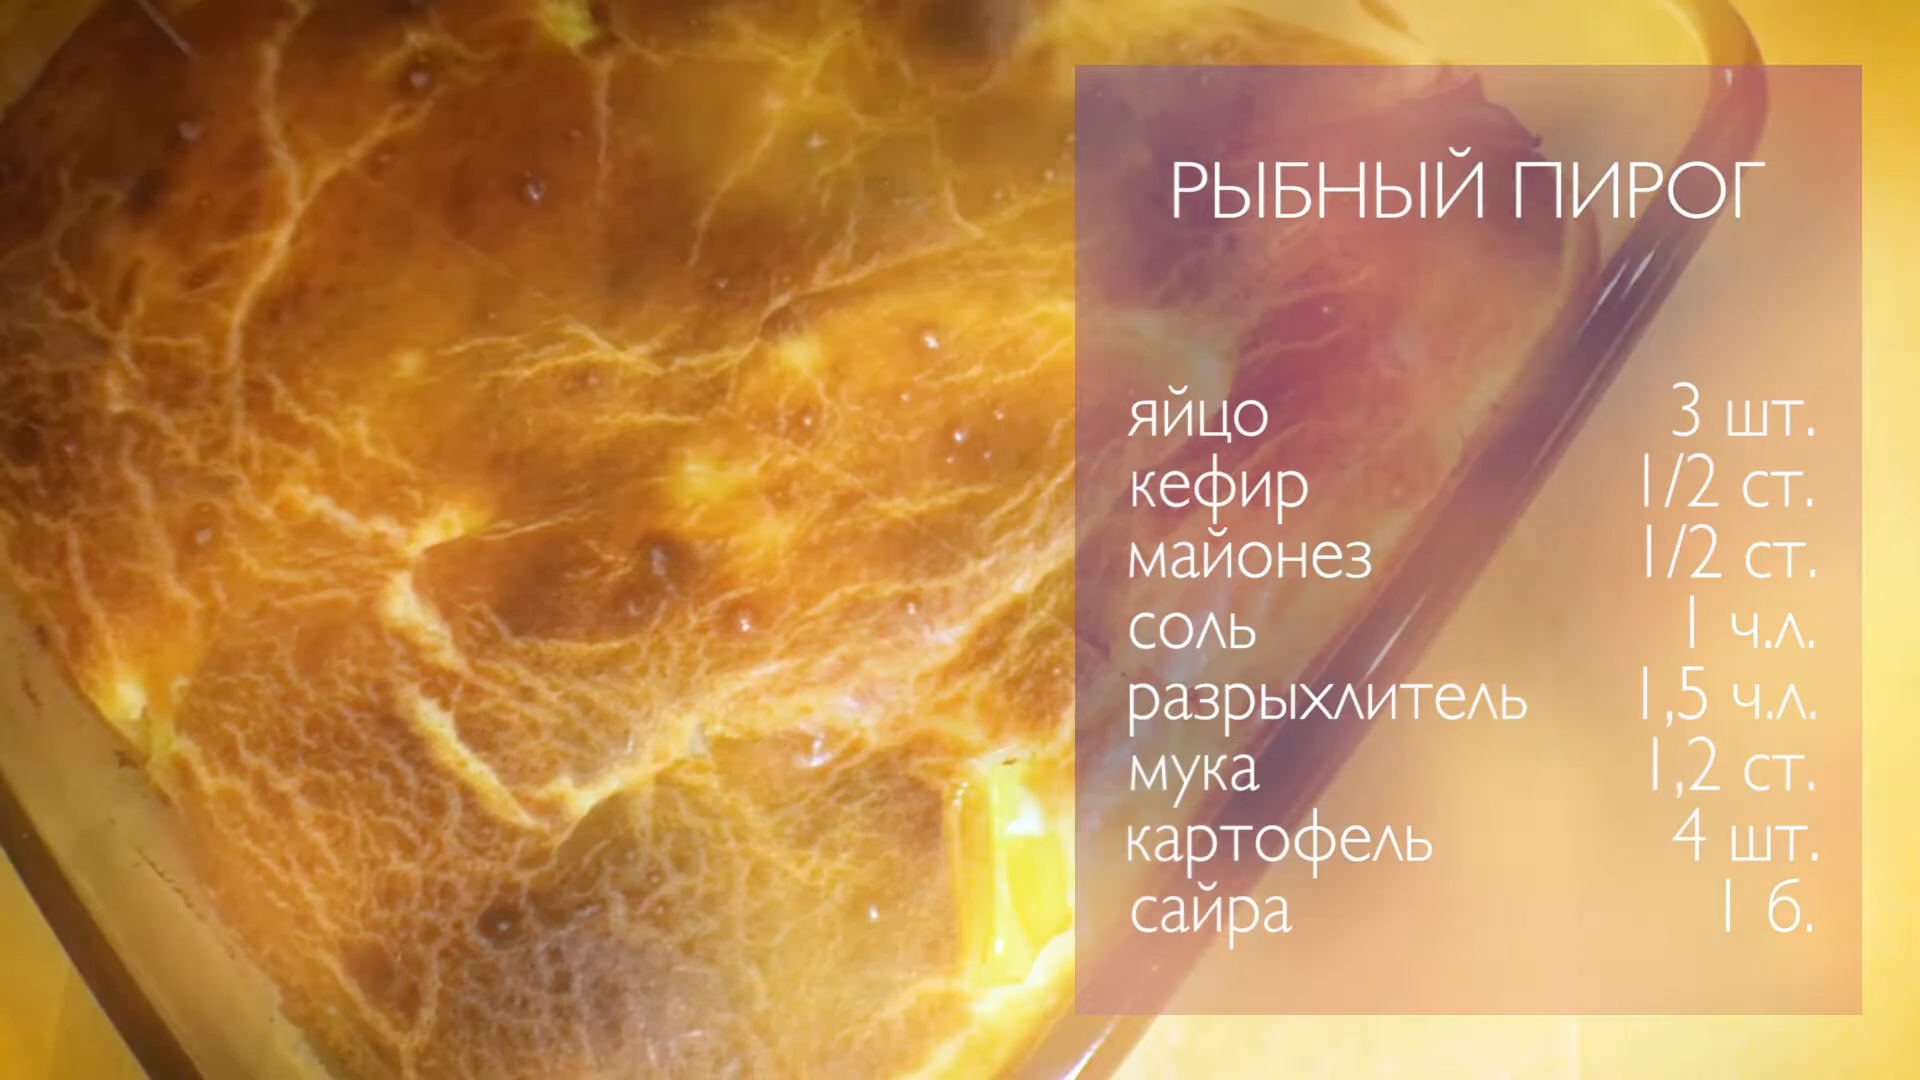 РЫБНЫЙ ПИРОГ
яйцо 3 шт.
кефир 1/2 ст.
майонез 1/2 ст.
соль 1 ч.л.
разрыхлитель 1,5 ч.л.
мука 1,2 ст.
картофель 4 шт.
сайра 1 б.